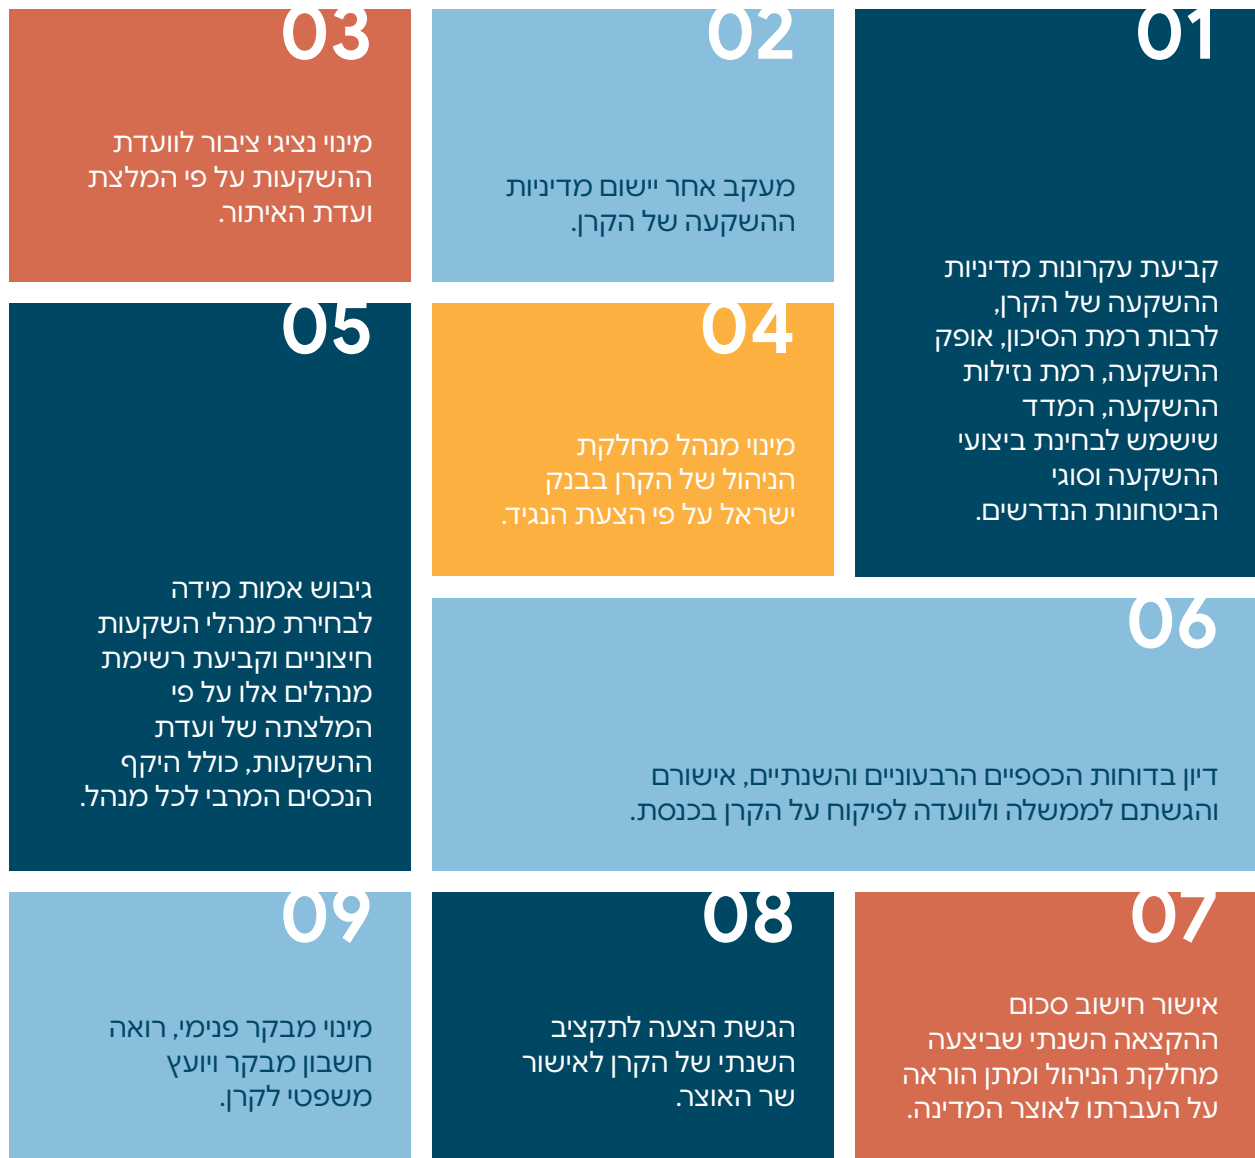 01
קביעת עקרונות מדיניות
ההשקעה של הקרן,
לרבות רמת הסיכון, אופק
ההשקעה, רמת נזילות
ההשקעה, המדד
שישמש לבחינת ביצועי
ההשקעה וסוגי
הביטחונות הנדרשים.
02
מעקב אחר יישום מדיניות
ההשקעה של הקרן.
03
מינוי נציגי ציבור לוועדת
ההשקעות על פי המלצת
ועדת האיתור.
04
מינוי מנהל מחלקת
הניהול של הקרן בבנק
ישראל על פי הצעת הנגיד.
05
גיבוש אמות מידה
לבחירת מנהלי השקעות
חיצוניים וקביעת רשימת
מנהלים אלו על פי
המלצתה של ועדת
ההשקעות, כולל היקף
הנכסים המרבי לכל מנהל.
06
דיון בדוחות הכספיים הרבעוניים והשנתיים, אישורם
והגשתם לממשלה ולוועדה לפיקוח על הקרן בכנסת.
07
אישור חישוב סכום
ההקצאה השנתי שביצעה
מחלקת הניהול ומתן הוראה
על העברתו לאוצר המדינה.
08
הגשת הצעה לתקציב
השנתי של הקרן לאישור
שר האוצר.
09
מינוי מבקר פנימי, רואה
חשבון מבקר ויועץ
משפטי לקרן.